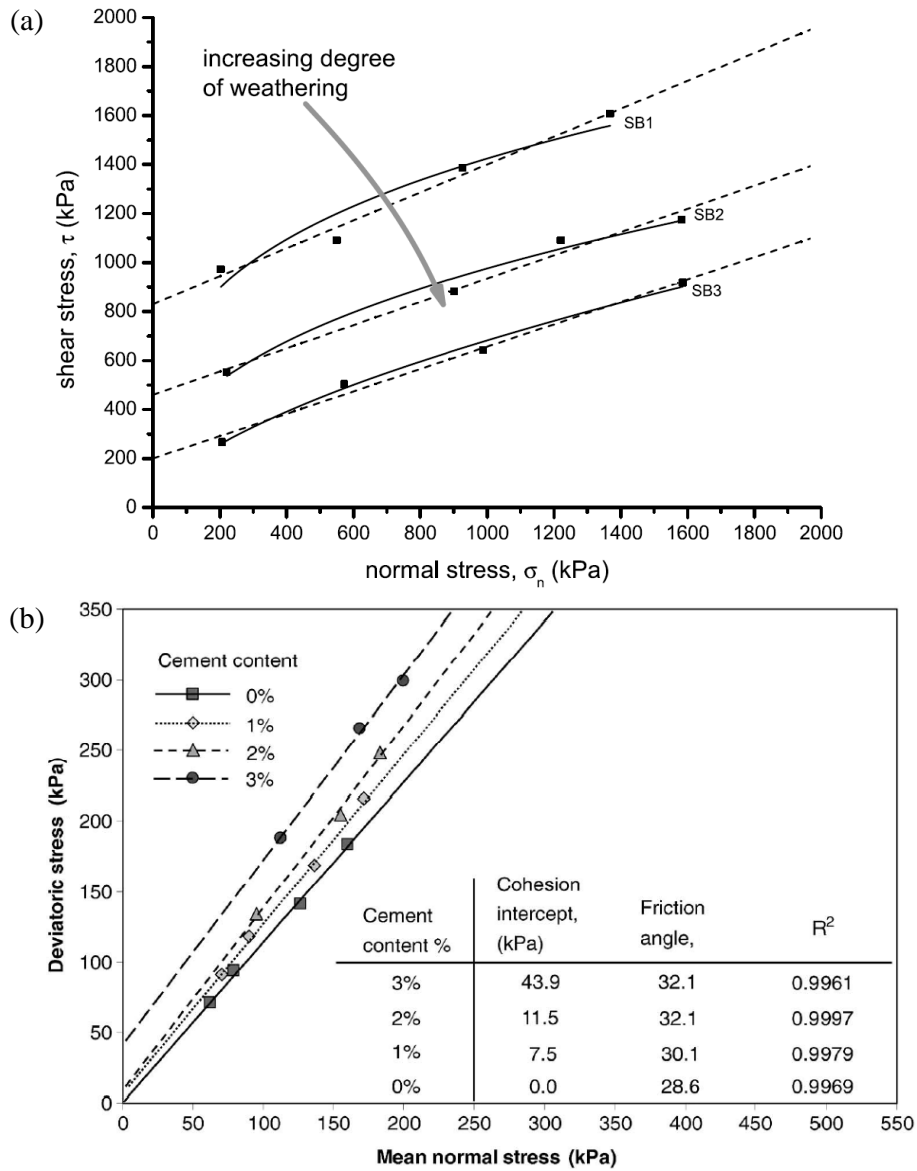 (a)
2000
1800
1600
1400
1200
1000
800
600
400
200
0
shear stress, τ (kPa)
increasing degree
of weathering
SB1
SB2
SB3
0 200 400 600 800 1000 1200 1400 1600 1800 2000
normal stress, σn (kPa)
(b)
350
300
250
200
150
100
50
0
Deviatoric stress (kPa)
Cement content
0%
1%
2%
3%
Cement content % Cohesion intercept, (kPa) Friction angle, R²
3% 43.9 32.1 0.9961
2% 11.5 32.1 0.9997
1% 7.5 30.1 0.9979
0% 0.0 28.6 0.9969
0 50 100 150 200 250 300 350 400 450 500 550
Mean normal stress (kPa)